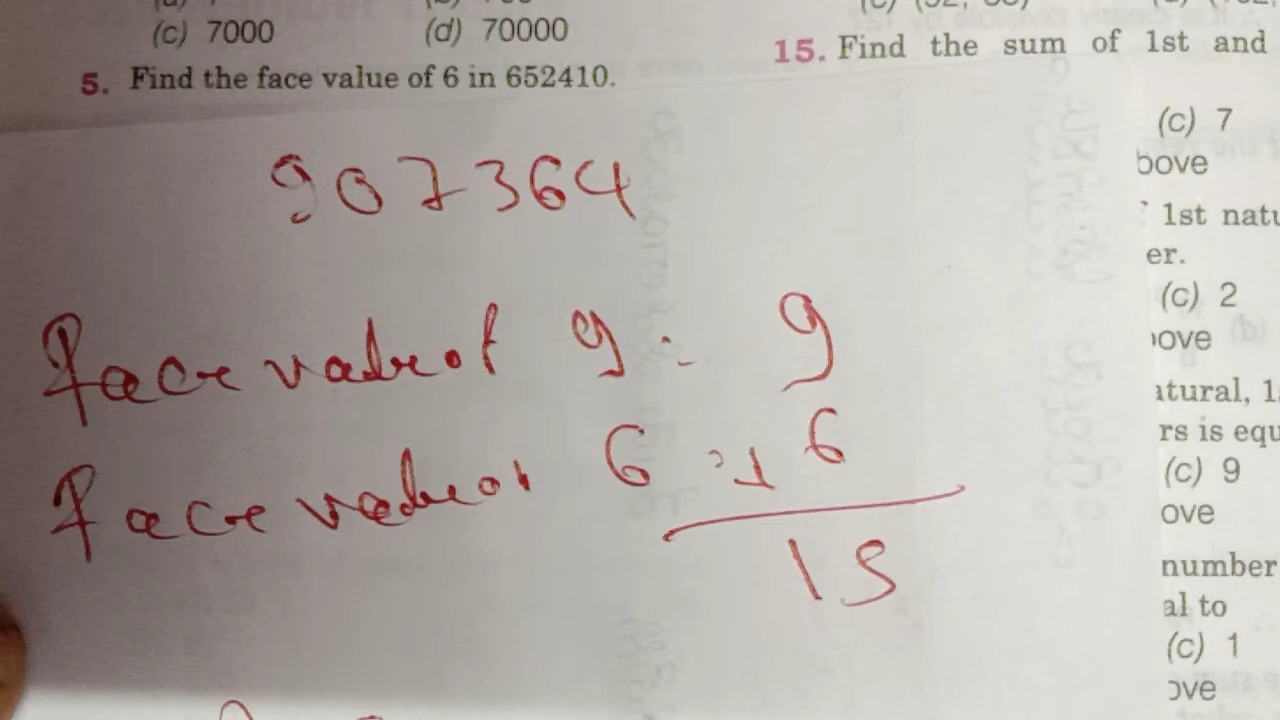 (c) 7000 (d) 70000
5. Find the face value of 6 in 652410.
907364
face value of 9 = 9
face value of 6 = + 6
15
15. Find the sum of 1st and
(c) 7
bove
1st natu
er.
(c) 2
ove
atural, 1
rs is equ
(c) 9
ove
number
al to
(c) 1
ove